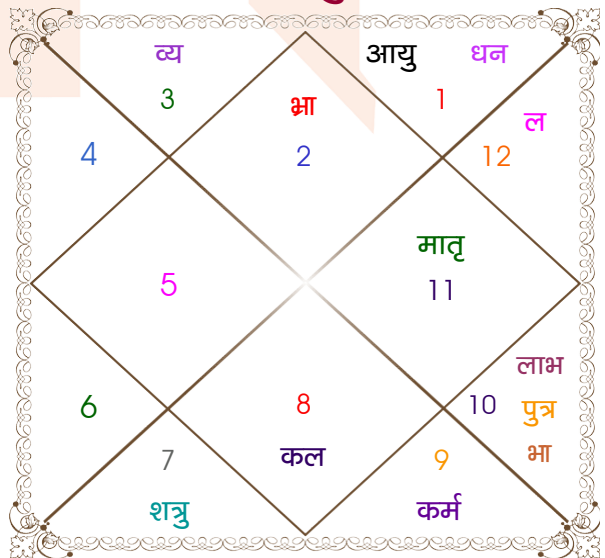 व्य आयु धन
3 भ्रा 1 ल
4 2 12
मातृ
5 11
लाभ
6 8 10 पुत्र
7 कल 9 भा
शत्रु कर्म